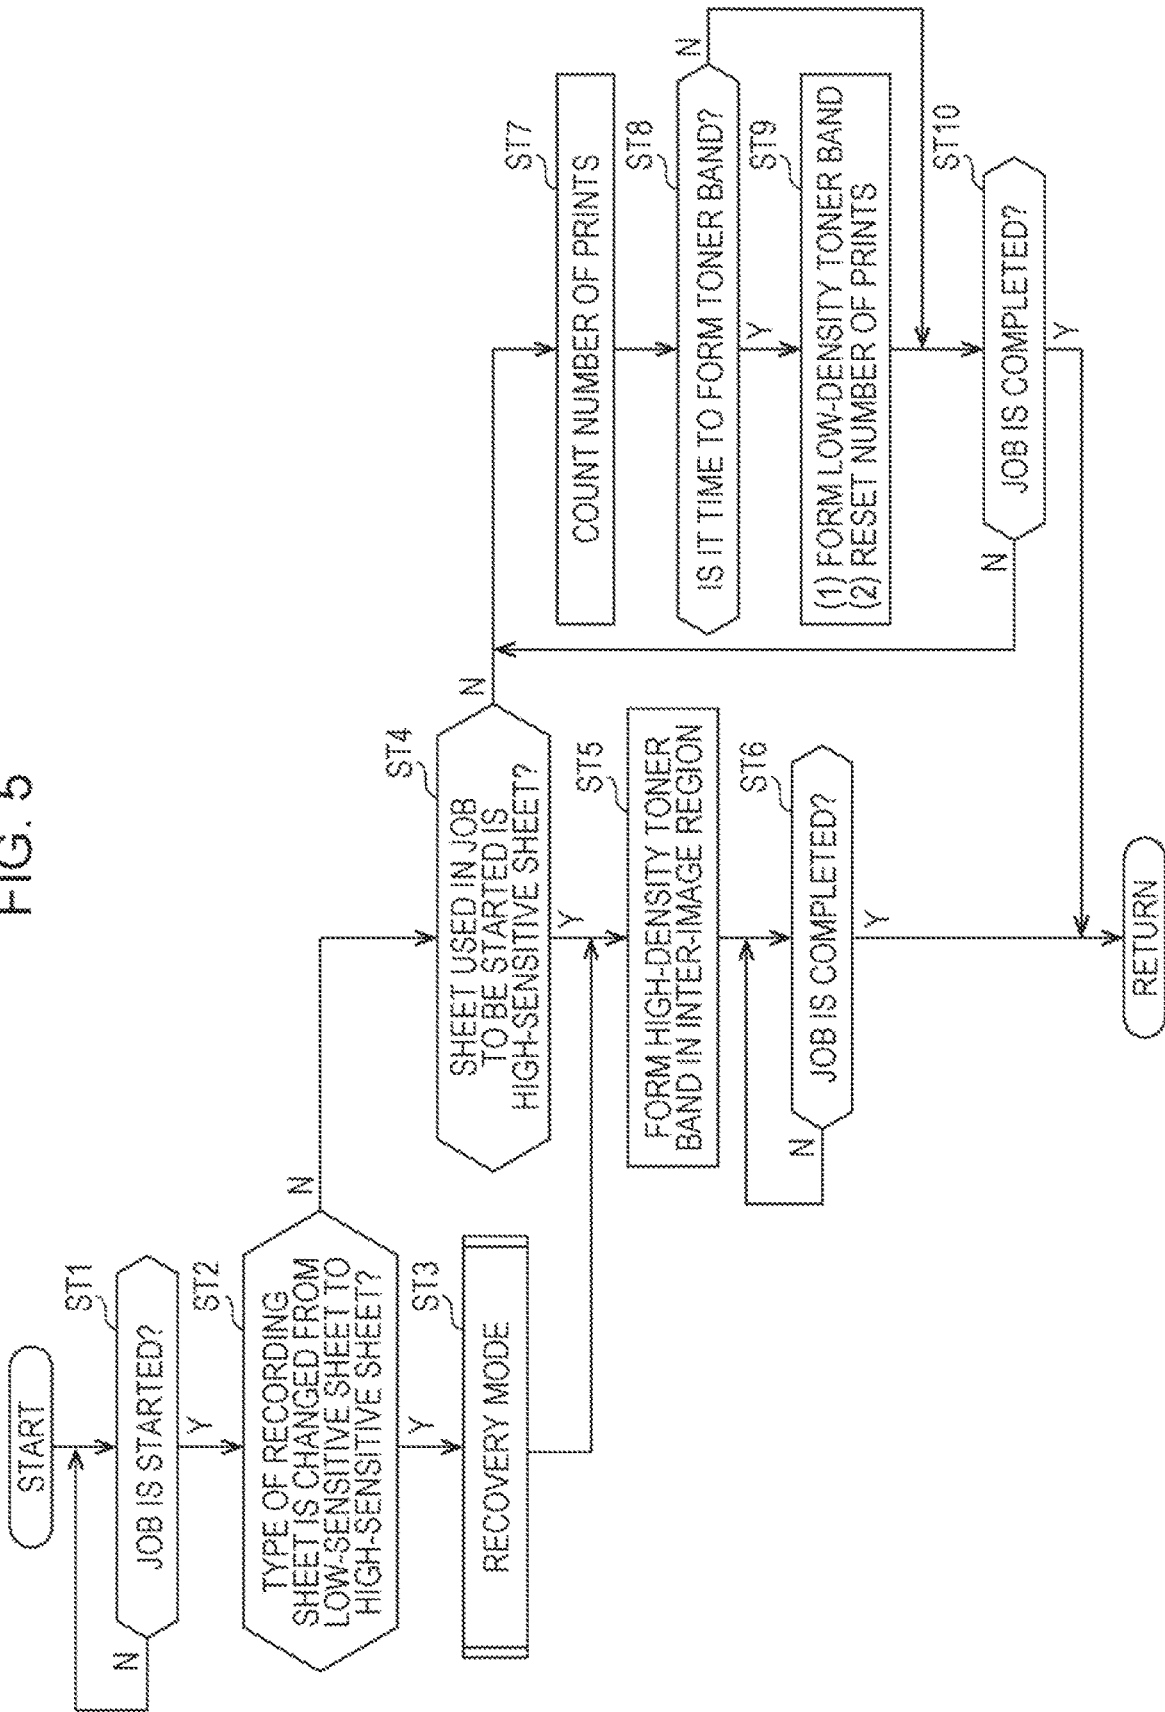 FIG. 5
START
ST1
JOB IS STARTED?
N
Y
ST2
TYPE OF RECORDING
SHEET IS CHANGED FROM
LOW-SENSITIVE SHEET TO
HIGH-SENSITIVE SHEET?
N
Y
ST3
RECOVERY MODE
ST4
SHEET USED IN JOB
TO BE STARTED IS
HIGH-SENSITIVE SHEET?
N
Y
ST5
FORM HIGH-DENSITY TONER
BAND IN INTER-IMAGE REGION
ST6
JOB IS COMPLETED?
N
Y
ST7
COUNT NUMBER OF PRINTS
ST8
IS IT TIME TO FORM TONER BAND?
N
Y
ST9
(1) FORM LOW-DENSITY TONER BAND
(2) RESET NUMBER OF PRINTS
ST10
JOB IS COMPLETED?
N
Y
RETURN